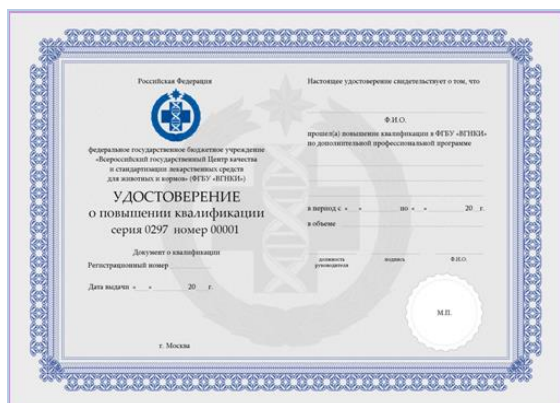 Российская Федерация
федеральное государственное бюджетное учреждение
«Всероссийский государственный Центр качества
и стандартизации лекарственных средств
для животных и кормов» (ФГБУ «ВГНКИ»)
УДОСТОВЕРЕНИЕ
о повышении квалификации
серия 0297 номер 00001
Документ о квалификации
Регистрационный номер
Дата выдачи « » 20 г.
г. Москва
Настоящее удостоверение свидетельствует о том, что
Ф.И.О.
прошел(а) повышение квалификации в ФГБУ «ВГНКИ»
по дополнительной профессиональной программе
в период с « » по « » 20 г.
в объеме
должность подпись Ф.И.О.
руководителя
М.П.